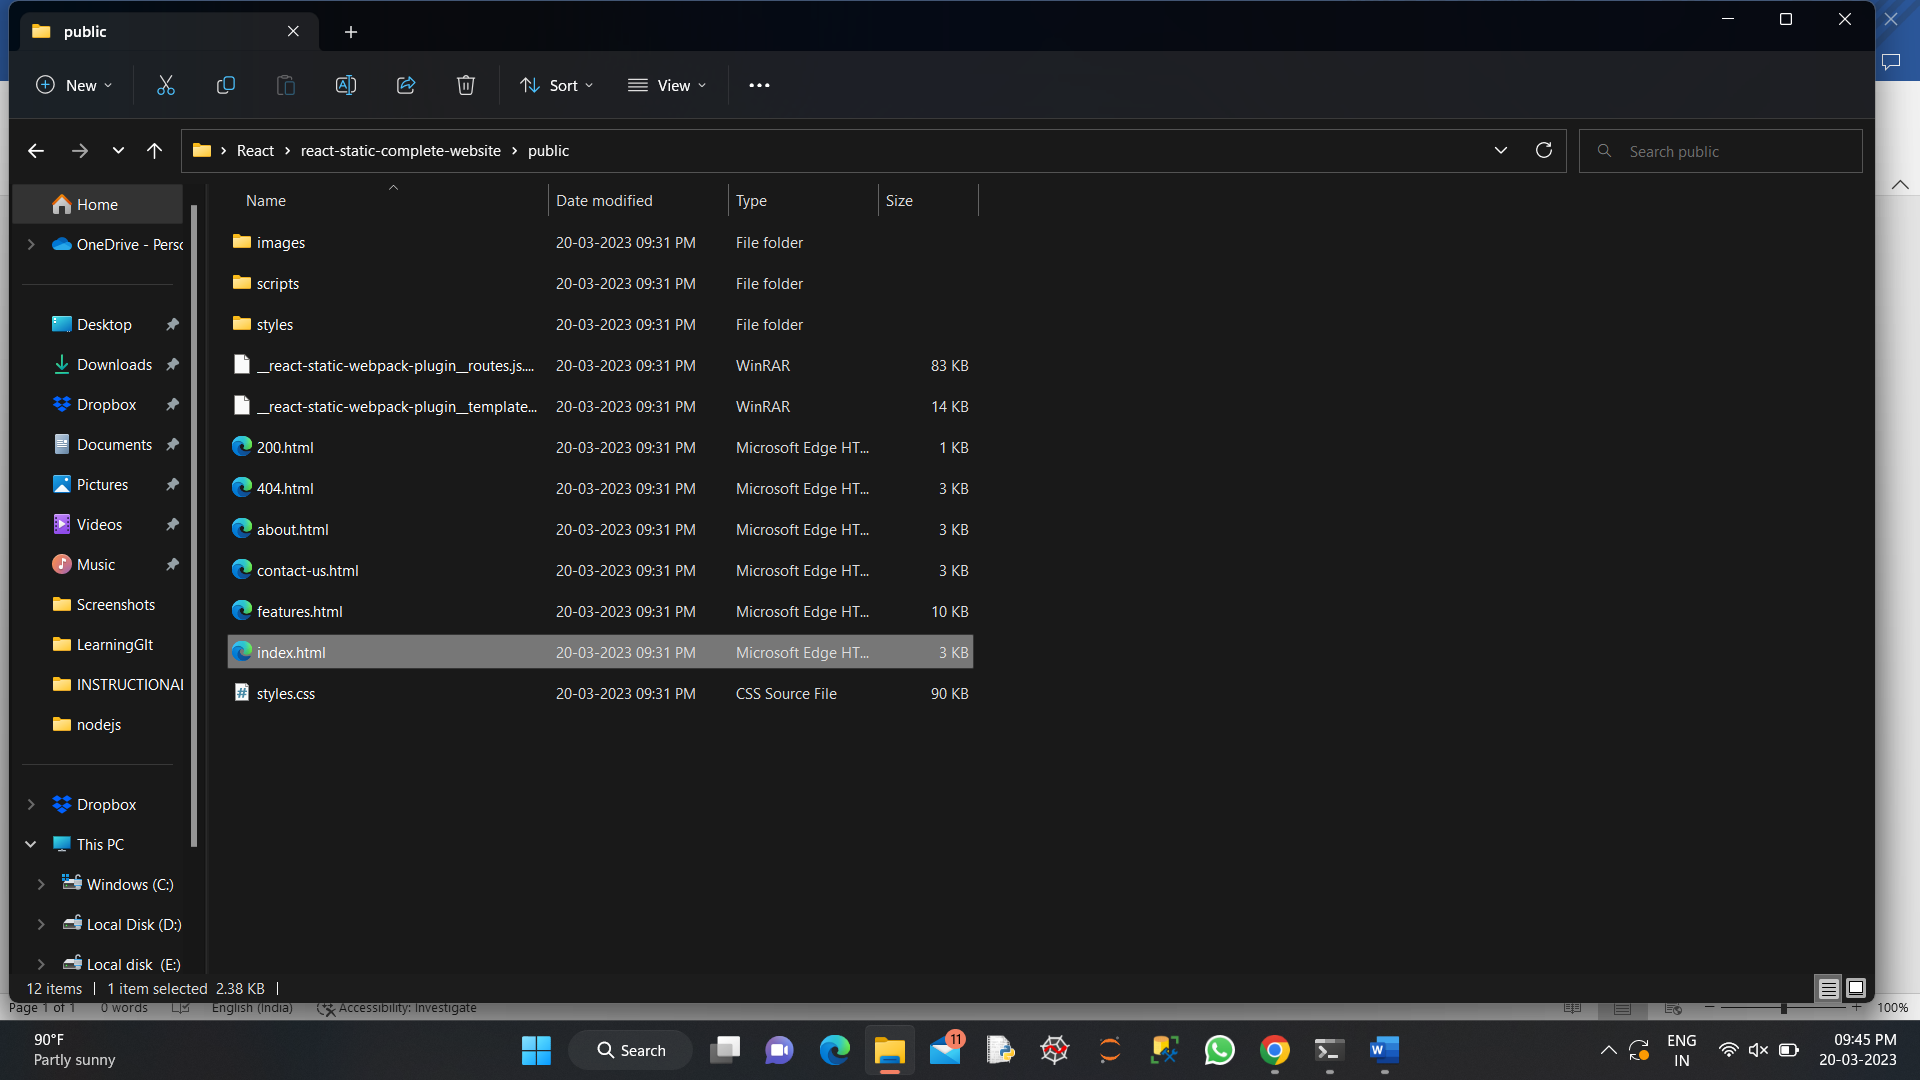 public
New
Sort
View
React > react-static-complete-website > public
Search public
Home
OneDrive - Perso
Desktop
Downloads
Dropbox
Documents
Pictures
Videos
Music
Screenshots
LearningGIt
INSTRUCTIONAL
nodejs
Dropbox
This PC
Windows (C:)
Local Disk (D:)
Local disk (E:)
Name Date modified Type Size
images 20-03-2023 09:31 PM File folder
scripts 20-03-2023 09:31 PM File folder
styles 20-03-2023 09:31 PM File folder
__react-static-webpack-plugin__routes.js.... 20-03-2023 09:31 PM WinRAR 83 KB
__react-static-webpack-plugin__template... 20-03-2023 09:31 PM WinRAR 14 KB
200.html 20-03-2023 09:31 PM Microsoft Edge HT... 1 KB
404.html 20-03-2023 09:31 PM Microsoft Edge HT... 3 KB
about.html 20-03-2023 09:31 PM Microsoft Edge HT... 3 KB
contact-us.html 20-03-2023 09:31 PM Microsoft Edge HT... 3 KB
features.html 20-03-2023 09:31 PM Microsoft Edge HT... 10 KB
index.html 20-03-2023 09:31 PM Microsoft Edge HT... 3 KB
styles.css 20-03-2023 09:31 PM CSS Source File 90 KB
12 items 1 item selected 2.38 KB
Page 1 of 1 0 words English (India) Accessibility: Investigate 100%
90°F
Partly sunny
Search
11
ENG
IN
09:45 PM
20-03-2023